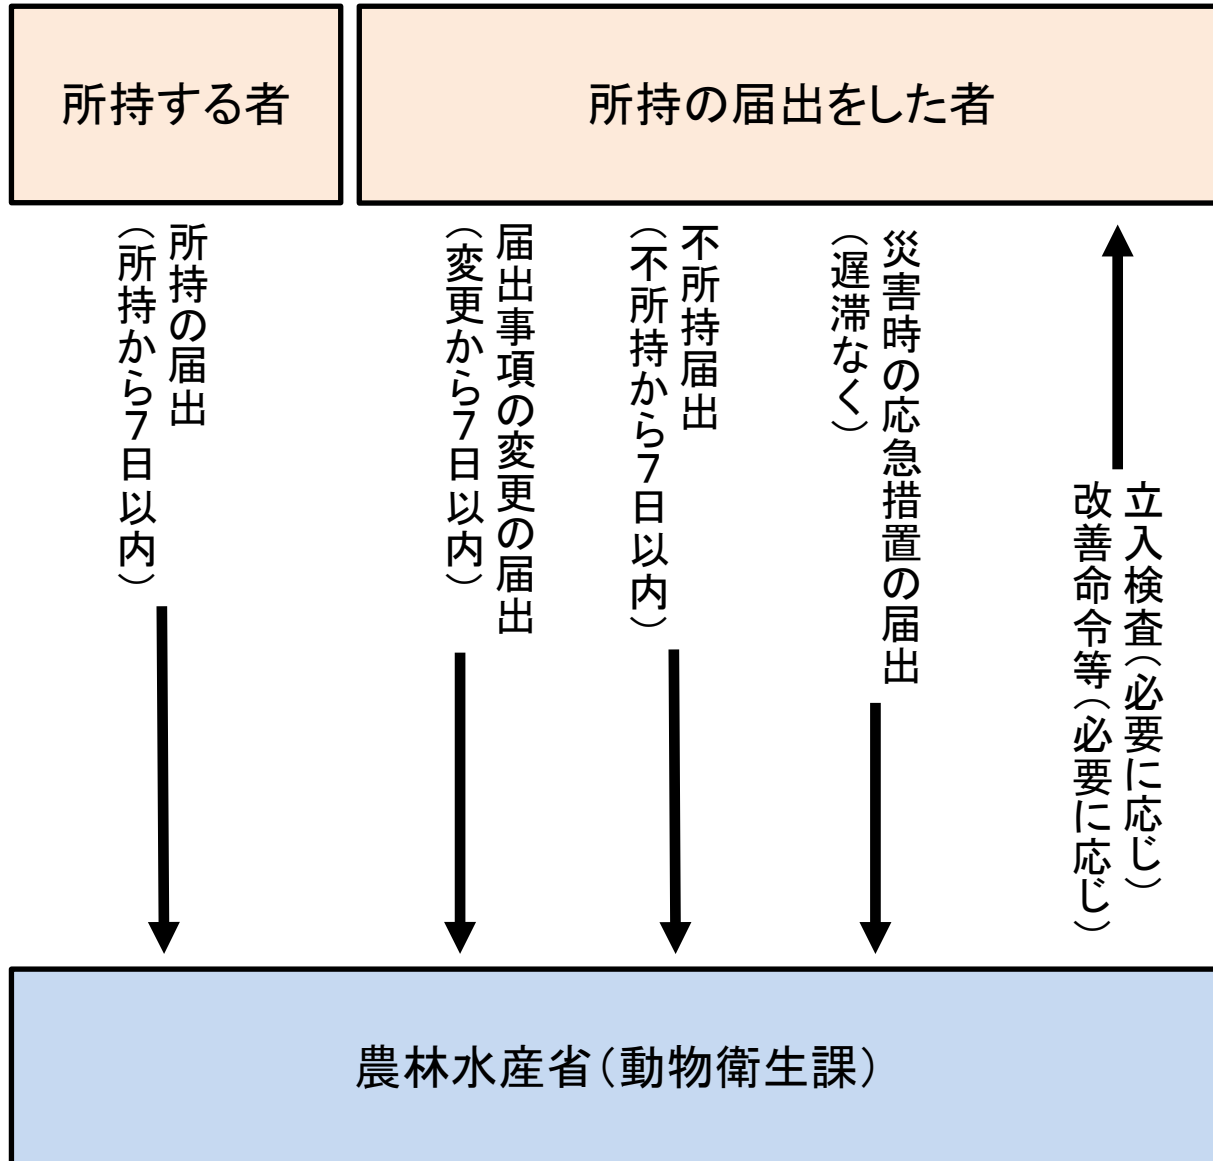 所持する者
所持の届出をした者
所持の届出
（所持から7日以内）
届出事項の変更の届出
（変更から7日以内）
不所持届出
（不所持から7日以内）
災害時の応急措置の届出
（遅滞なく）
立入検査（必要に応じ）
改善命令等（必要に応じ）
農林水産省（動物衛生課）